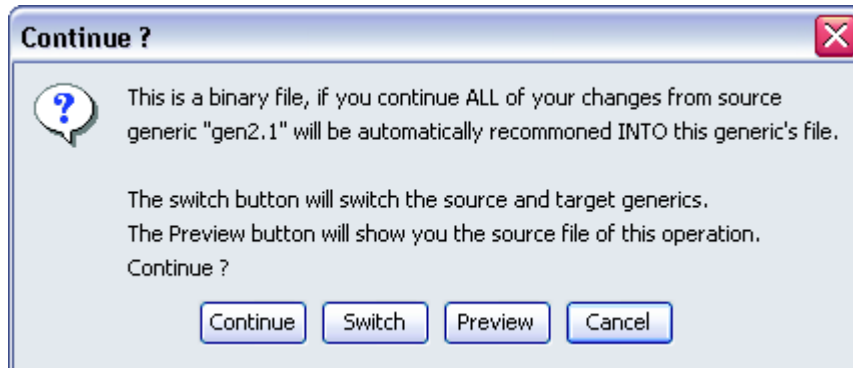 Continue ?
This is a binary file, if you continue ALL of your changes from source
generic "gen2.1" will be automatically recommoned INTO this generic's file.
The switch button will switch the source and target generics.
The Preview button will show you the source file of this operation.
Continue ?
Continue Switch Preview Cancel